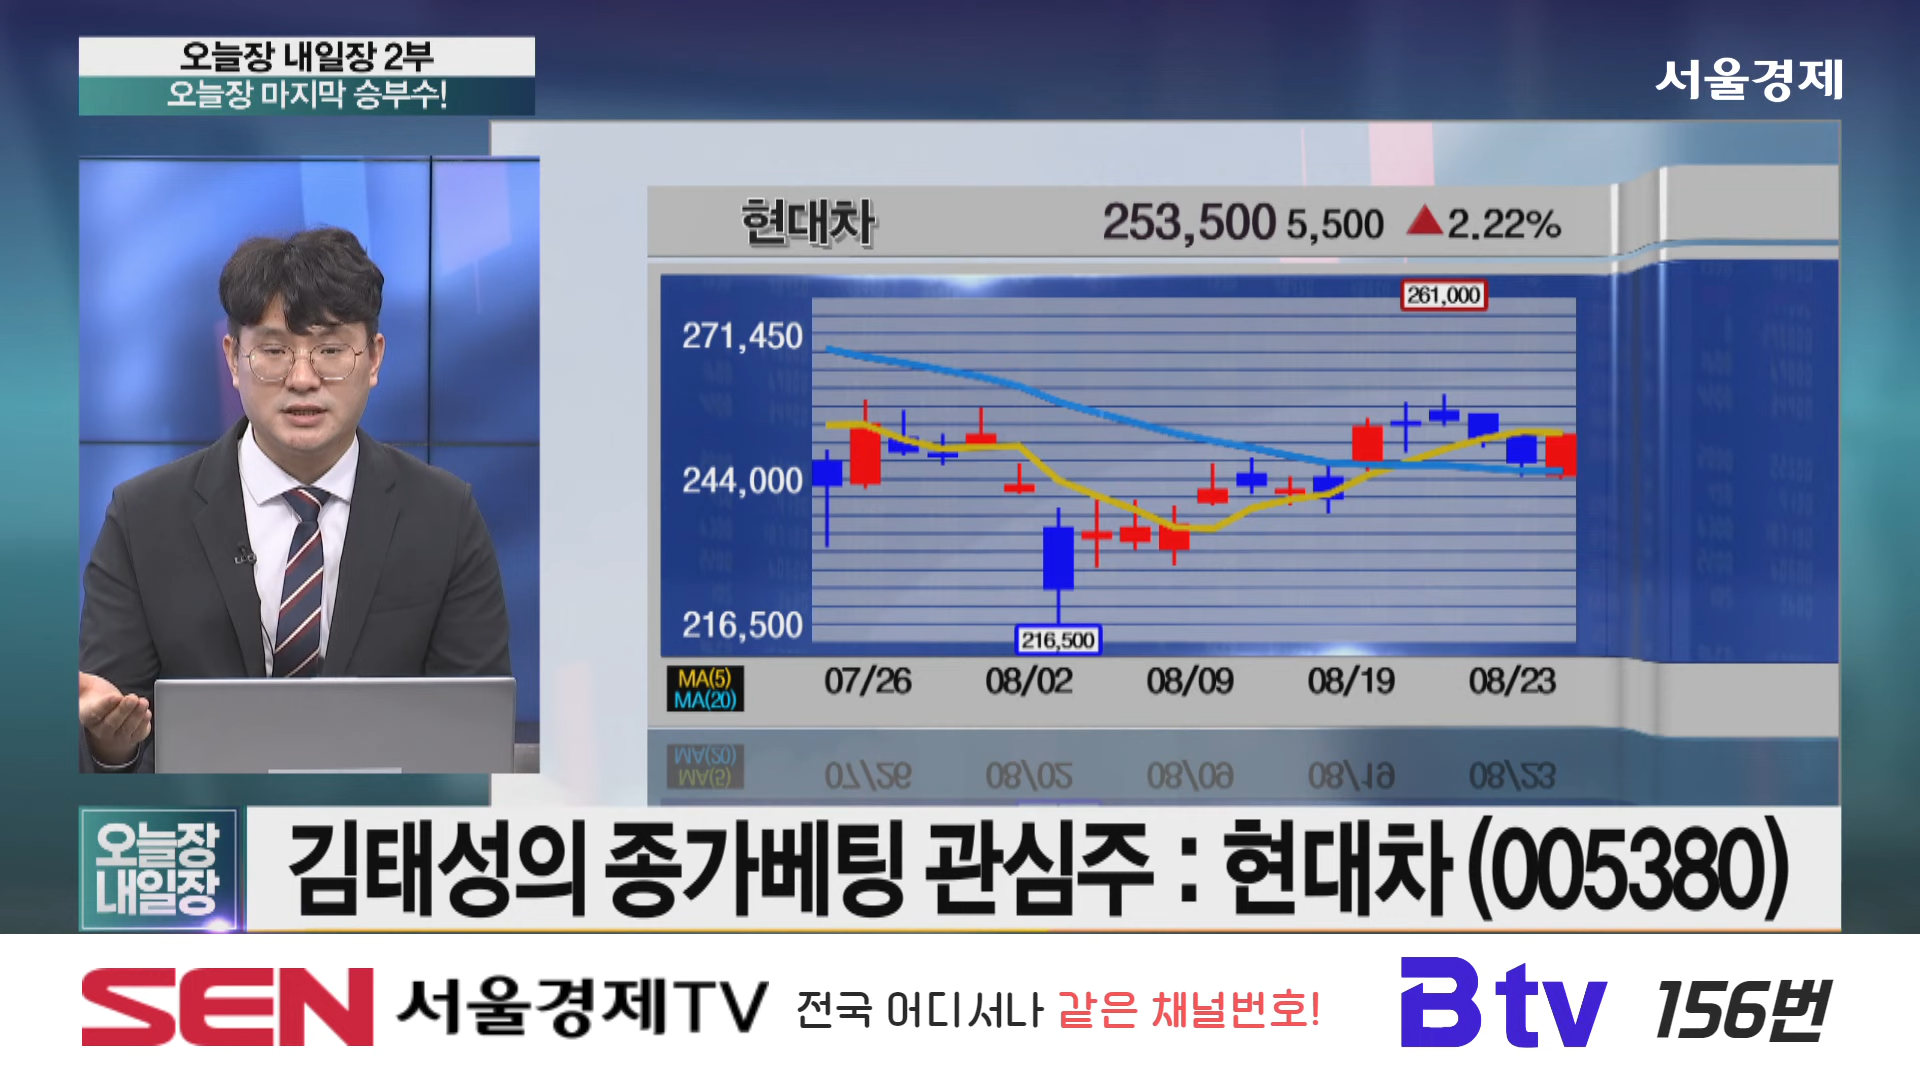 오늘장 내일장 2부
오늘장 마지막 승부수!
서울경제
현대차 253,500 5,500 ▲2.22%
261,000
271,450
244,000
216,500
216,500
MA(5)
MA(20)
07/26 08/02 08/09 08/19 08/23
오늘장
내일장
김태성의 종가베팅 관심주 : 현대차 (005380)
SEN 서울경제TV 전국 어디서나 같은 채널번호! B tv 156번